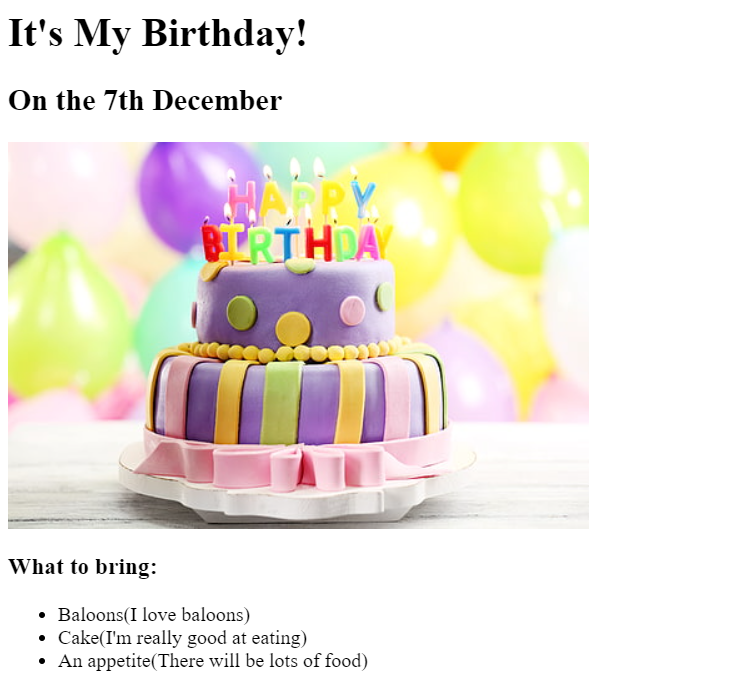 It's My Birthday!
On the 7th December
HAPPY
BIRTHDAY
What to bring:
Baloons(I love baloons)
Cake(I'm really good at eating)
An appetite(There will be lots of food)